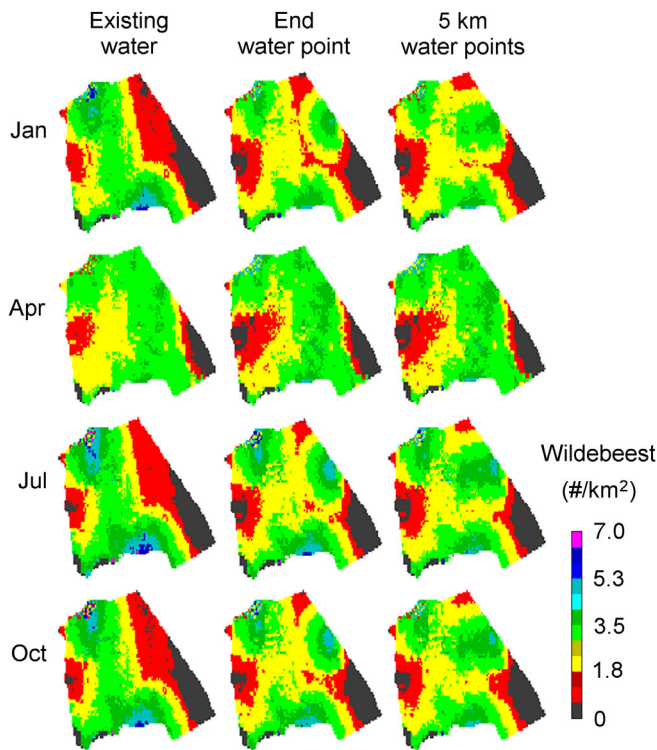 Existing water
End water point
5 km water points
Jan
Apr
Jul
Oct
Wildebeest
(#/km²)
7.0
5.3
3.5
1.8
0